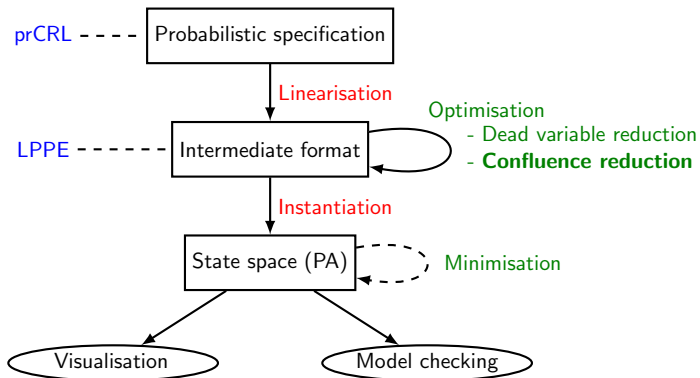 prCRL
Probabilistic specification
Linearisation
Optimisation
- Dead variable reduction
LPPE
Intermediate format
- Confluence reduction
Instantiation
State space (PA)
Minimisation
Visualisation
Model checking